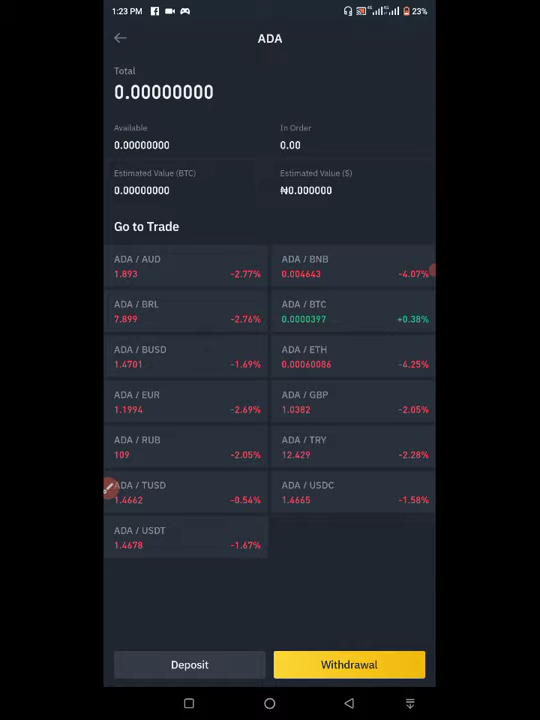 1:23 PM 23%
ADA
Total
0.00000000
Available In Order
0.00000000 0.00
Estimated Value (BTC) Estimated Value ($)
0.00000000 ₦0.000000
Go to Trade
ADA / AUD ADA / BNB
1.893 -2.77% 0.004643 -4.07%
ADA / BRL ADA / BTC
7.899 -2.76% 0.0000397 +0.38%
ADA / BUSD ADA / ETH
1.4701 -1.69% 0.00060086 -4.25%
ADA / EUR ADA / GBP
1.1994 -2.69% 1.0382 -2.05%
ADA / RUB ADA / TRY
109 -2.05% 12.429 -2.28%
ADA / TUSD ADA / USDC
1.4662 -0.54% 1.4665 -1.58%
ADA / USDT
1.4678 -1.67%
Deposit Withdrawal